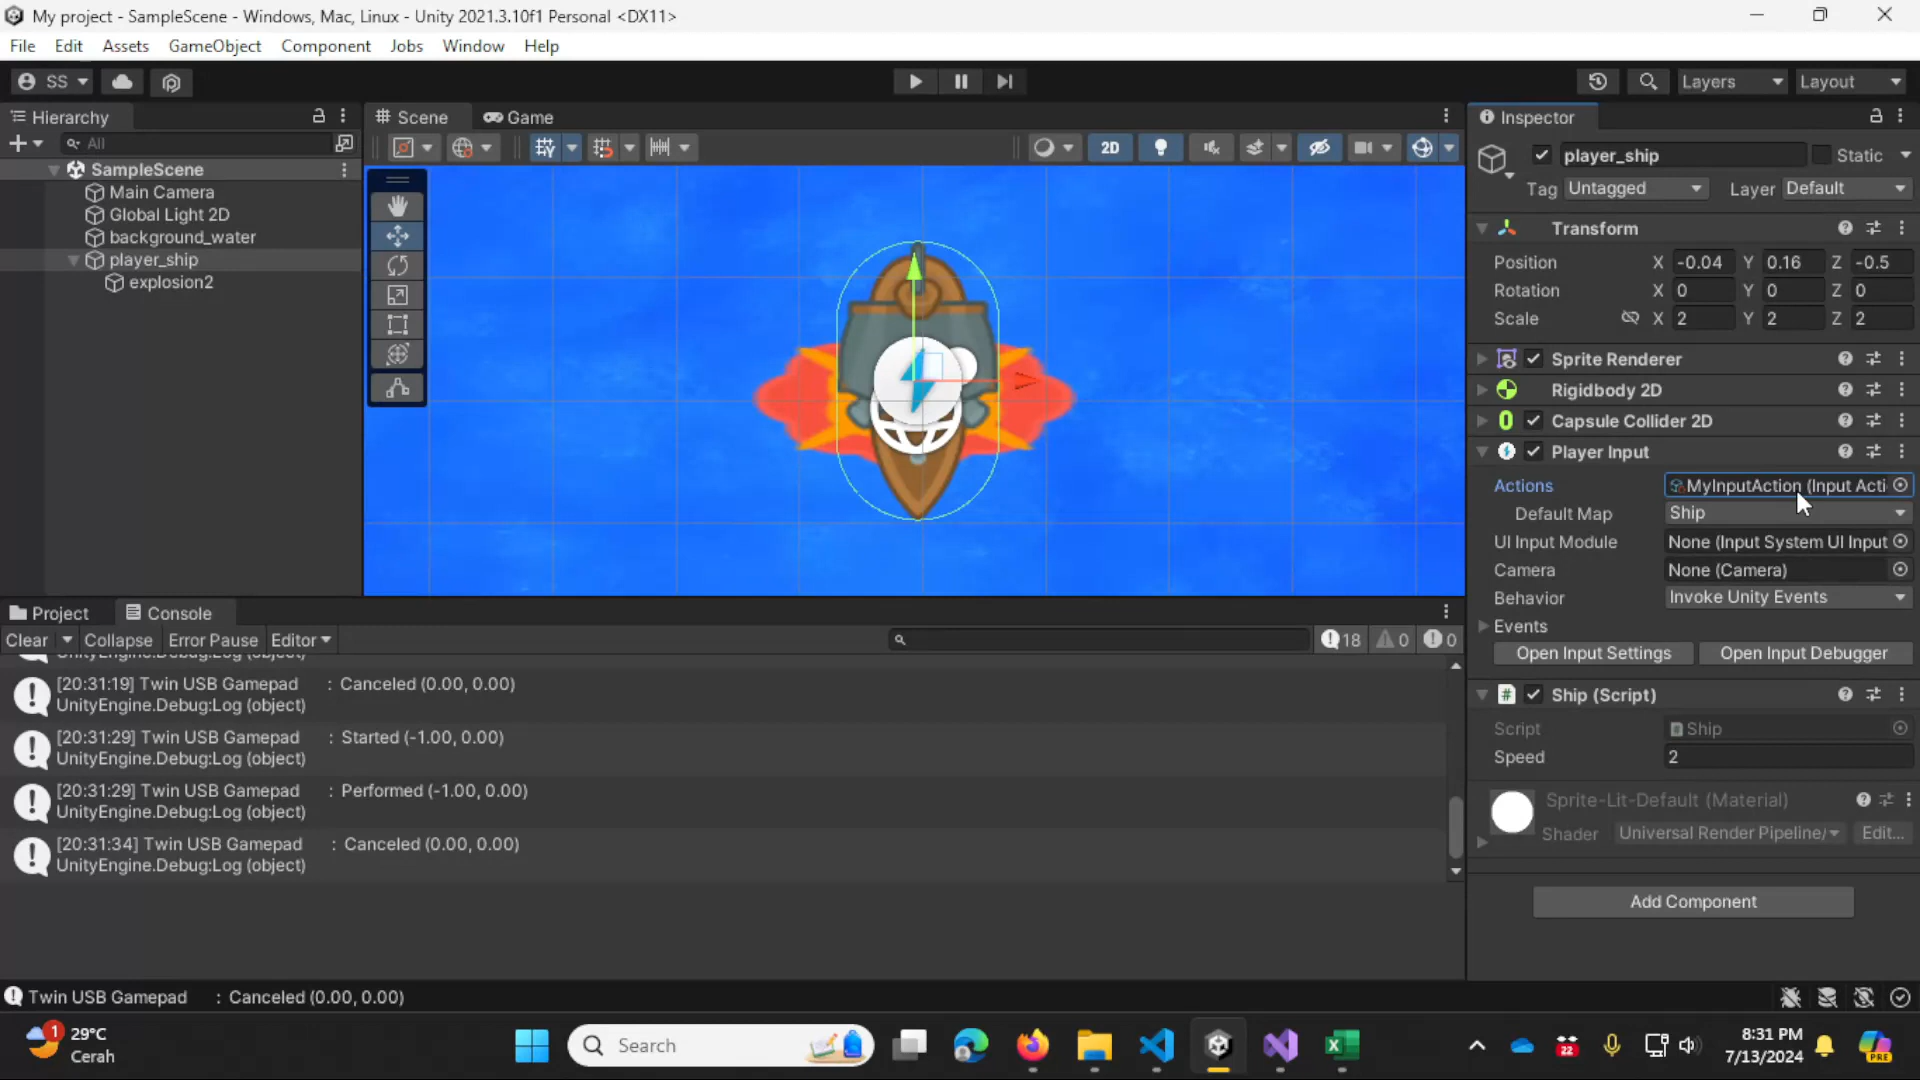 My project - SampleScene - Windows, Mac, Linux - Unity 2021.3.10f1 Personal <DX11>
File Edit Assets GameObject Component Jobs Window Help
SS Layers Layout
Hierarchy
All
SampleScene
Main Camera
Global Light 2D
background_water
player_ship
explosion2
Scene Game
2D
Inspector
player_ship Static
Tag Untagged Layer Default
Transform
Position X -0.04 Y 0.16 Z -0.5
Rotation X 0 Y 0 Z 0
Scale X 2 Y 2 Z 2
Sprite Renderer
Rigidbody 2D
Capsule Collider 2D
Player Input
Actions MyInputAction (Input Acti
Default Map Ship
UI Input Module None (Input System UI Input
Camera None (Camera)
Behavior Invoke Unity Events
Events
Open Input Settings Open Input Debugger
Ship (Script)
Script Ship
Speed 2
Sprite-Lit-Default (Material)
Shader Universal Render Pipeline/ Edit...
Add Component
Project Console
Clear Collapse Error Pause Editor 18 0 0
UnityEngine.Debug:Log (object)
[20:31:19] Twin USB Gamepad : Canceled (0.00, 0.00)
UnityEngine.Debug:Log (object)
[20:31:29] Twin USB Gamepad : Started (-1.00, 0.00)
UnityEngine.Debug:Log (object)
[20:31:29] Twin USB Gamepad : Performed (-1.00, 0.00)
UnityEngine.Debug:Log (object)
[20:31:34] Twin USB Gamepad : Canceled (0.00, 0.00)
UnityEngine.Debug:Log (object)
Twin USB Gamepad : Canceled (0.00, 0.00)
1 29°C
Cerah
Search
22
8:31 PM
7/13/2024
PRE